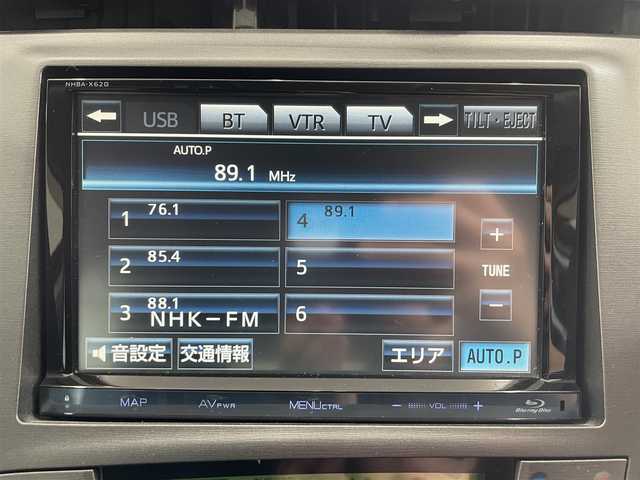 NHBA-X62G
USB BT VTR TV TILT・EJECT
AUTO.P
89.1 MHz
1 76.1
4 89.1
2 85.4
5
3 88.1
NHK-FM
6
+
TUNE
-
音設定 交通情報 エリア AUTO.P
MAP AV PWR MENU CTRL - VOL + Blu-ray Disc